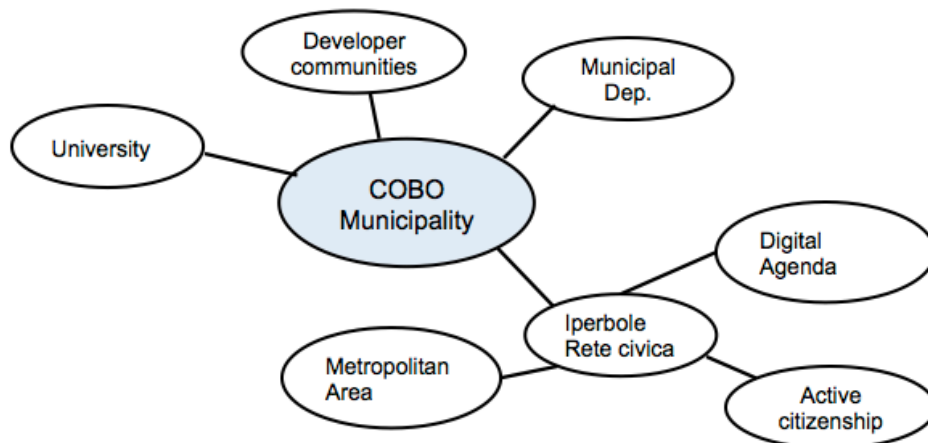 Developer
communities
Municipal
Dep.
University
COBO
Municipality
Digital
Agenda
Iperbole
Rete civica
Metropolitan
Area
Active
citizenship